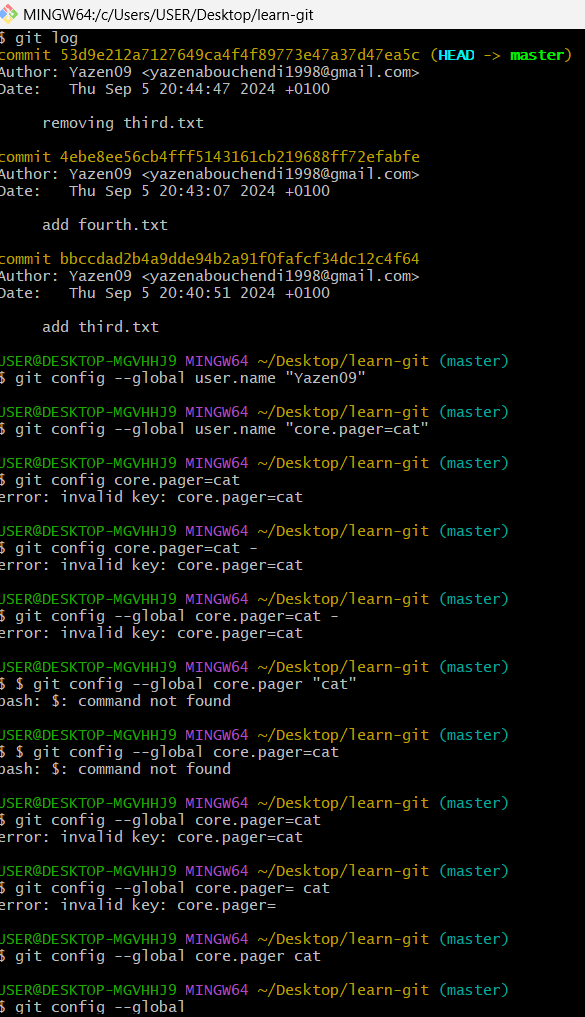 MINGW64:/c/Users/USER/Desktop/learn-git
$ git log
commit 53d9e212a7127649ca4f4f89773e47a37d47ea5c (HEAD -> master)
Author: Yazen09 <yazenabouchendi1998@gmail.com>
Date:   Thu Sep 5 20:44:47 2024 +0100
removing third.txt
commit 4ebe8ee56cb4fff5143161cb219688ff72efabfe
Author: Yazen09 <yazenabouchendi1998@gmail.com>
Date:   Thu Sep 5 20:43:07 2024 +0100
add fourth.txt
commit bbccdad2b4a9dde94b2a91f0fafcf34dc12c4f64
Author: Yazen09 <yazenabouchendi1998@gmail.com>
Date:   Thu Sep 5 20:40:51 2024 +0100
add third.txt
USER@DESKTOP-MGVHHJ9 MINGW64 ~/Desktop/learn-git (master)
$ git config --global user.name "Yazen09"
USER@DESKTOP-MGVHHJ9 MINGW64 ~/Desktop/learn-git (master)
$ git config --global user.name "core.pager=cat"
USER@DESKTOP-MGVHHJ9 MINGW64 ~/Desktop/learn-git (master)
$ git config core.pager=cat
error: invalid key: core.pager=cat
USER@DESKTOP-MGVHHJ9 MINGW64 ~/Desktop/learn-git (master)
$ git config core.pager=cat -
error: invalid key: core.pager=cat
USER@DESKTOP-MGVHHJ9 MINGW64 ~/Desktop/learn-git (master)
$ git config --global core.pager=cat -
error: invalid key: core.pager=cat
USER@DESKTOP-MGVHHJ9 MINGW64 ~/Desktop/learn-git (master)
$ $ git config --global core.pager "cat"
bash: $: command not found
USER@DESKTOP-MGVHHJ9 MINGW64 ~/Desktop/learn-git (master)
$ $ git config --global core.pager=cat
bash: $: command not found
USER@DESKTOP-MGVHHJ9 MINGW64 ~/Desktop/learn-git (master)
$ git config --global core.pager=cat
error: invalid key: core.pager=cat
USER@DESKTOP-MGVHHJ9 MINGW64 ~/Desktop/learn-git (master)
$ git config --global core.pager= cat
error: invalid key: core.pager=
USER@DESKTOP-MGVHHJ9 MINGW64 ~/Desktop/learn-git (master)
$ git config --global core.pager cat
USER@DESKTOP-MGVHHJ9 MINGW64 ~/Desktop/learn-git (master)
$ git config --global